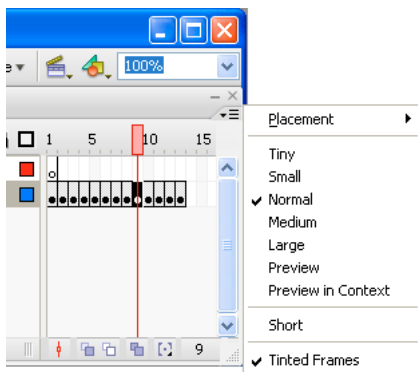 100%
1 5 10 15
9
Placement
Tiny
Small
Normal
Medium
Large
Preview
Preview in Context
Short
Tinted Frames